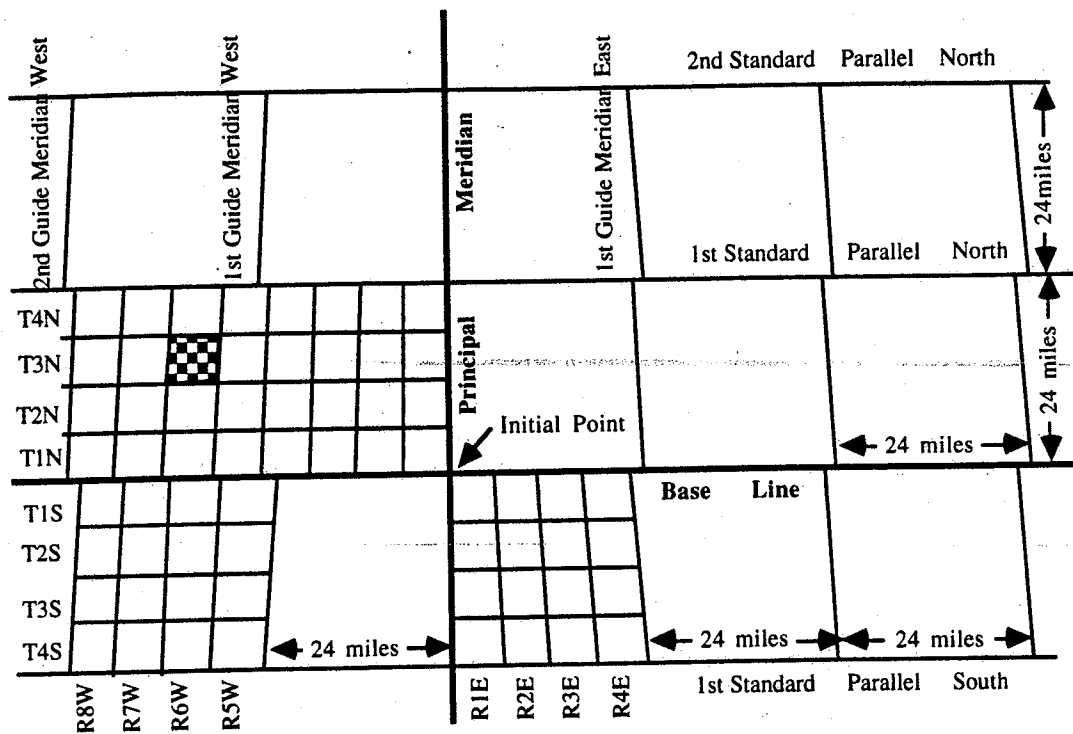 2nd Guide Meridian West
1st Guide Meridian West
Meridian
1st Guide Meridian East
2nd Standard Parallel North
24 miles
1st Standard Parallel North
T4N
T3N
T2N
T1N
Principal
Initial Point
24 miles
24 miles
Base Line
T1S
T2S
T3S
T4S
24 miles
24 miles
24 miles
R8W
R7W
R6W
R5W
R1E
R2E
R3E
R4E
1st Standard Parallel South